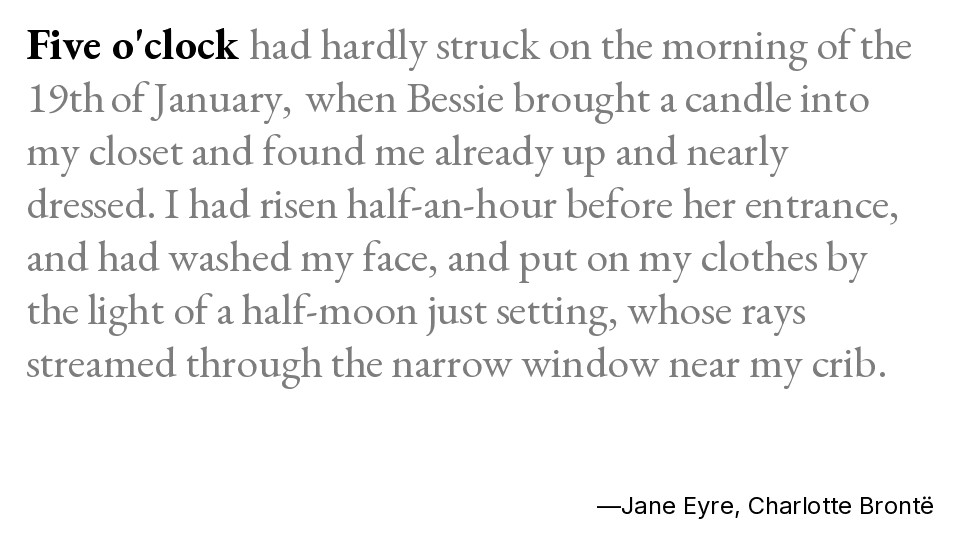 Five o'clock had hardly struck on the morning of the
19th of January, when Bessie brought a candle into
my closet and found me already up and nearly
dressed. I had risen half-an-hour before her entrance,
and had washed my face, and put on my clothes by
the light of a half-moon just setting, whose rays
streamed through the narrow window near my crib.
—Jane Eyre, Charlotte Brontë